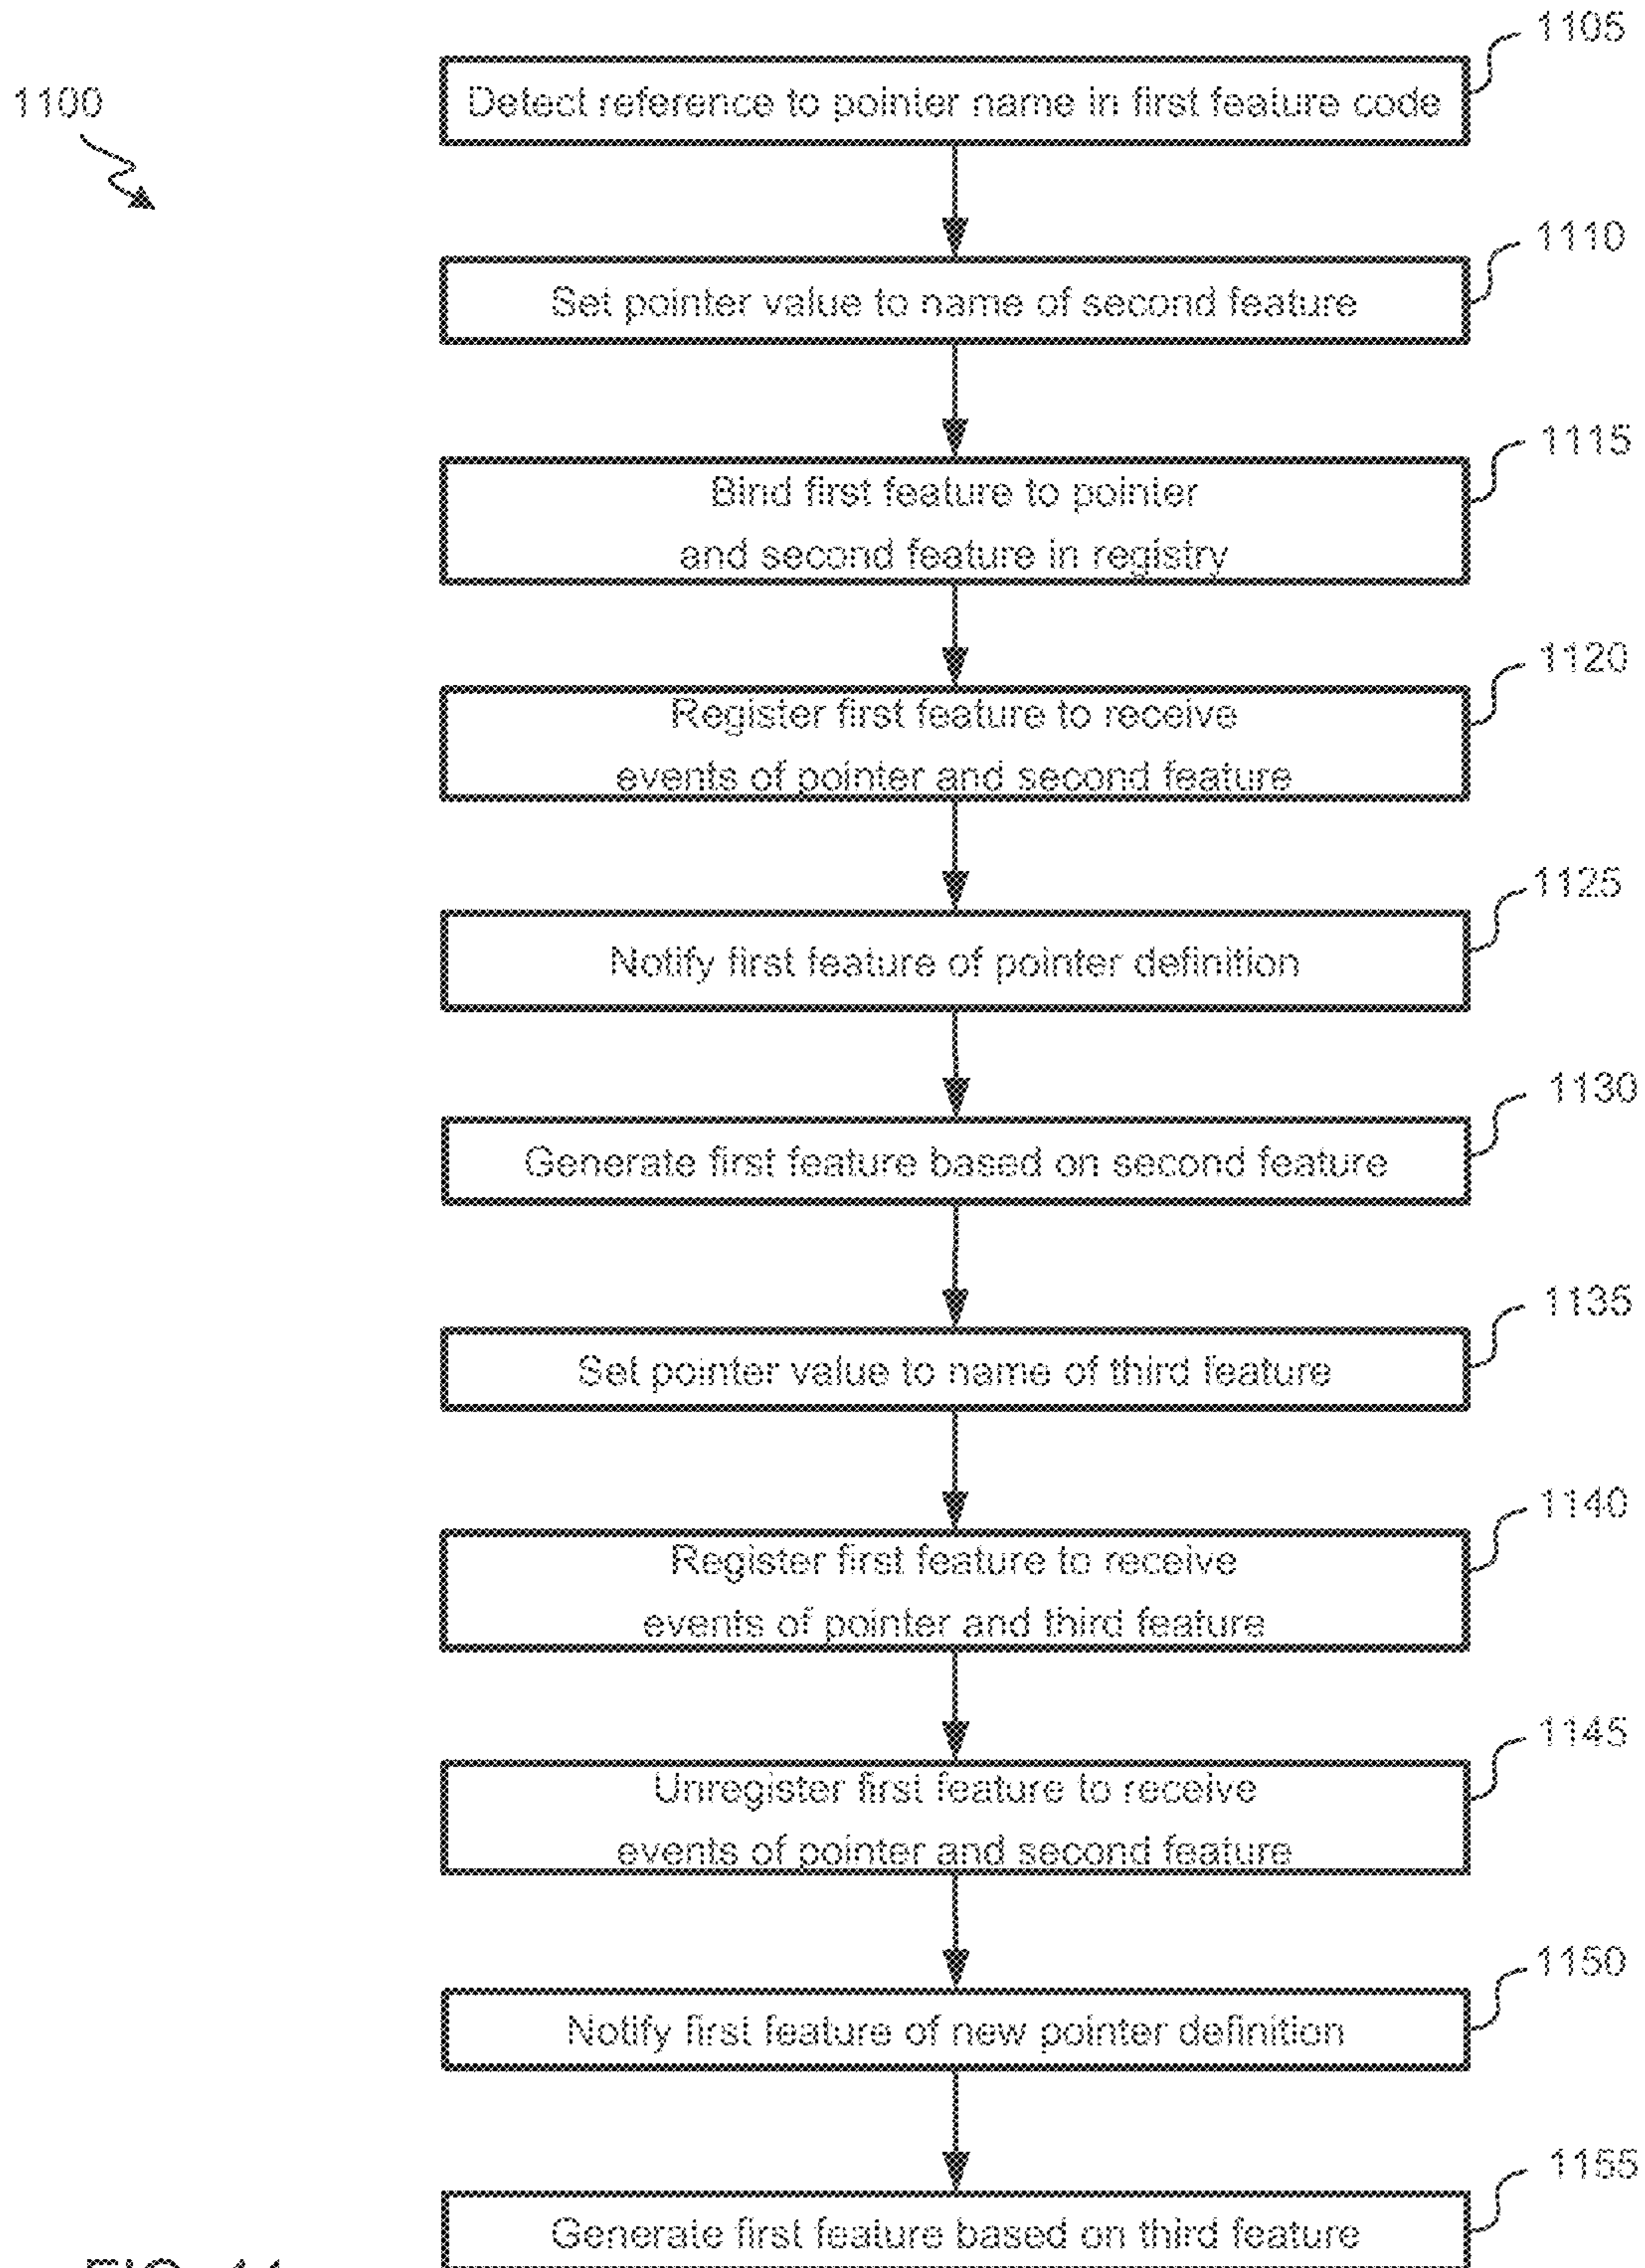 1100
1105
Detect reference to pointer name in first feature code
1110
Set pointer value to name of second feature
1115
Bind first feature to pointer
and second feature in registry
1120
Register first feature to receive
events of pointer and second feature
1125
Notify first feature of pointer definition
1130
Generate first feature based on second feature
1135
Set pointer value to name of third feature
1140
Register first feature to receive
events of pointer and third feature
1145
Unregister first feature to receive
events of pointer and second feature
1150
Notify first feature of new pointer definition
1155
Generate first feature based on third feature
FIG. 11